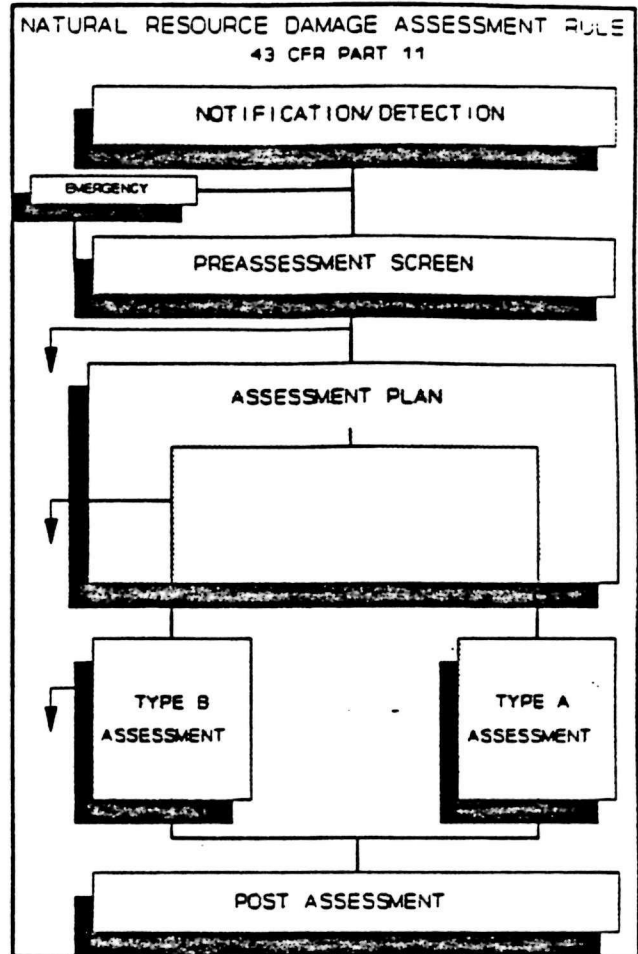 NATURAL RESOURCE DAMAGE ASSESSMENT RULE
43 CFR PART 11
NOTIFICATION/DETECTION
EMERGENCY
PREASSESSMENT SCREEN
ASSESSMENT PLAN
TYPE B
ASSESSMENT
TYPE A
ASSESSMENT
POST ASSESSMENT